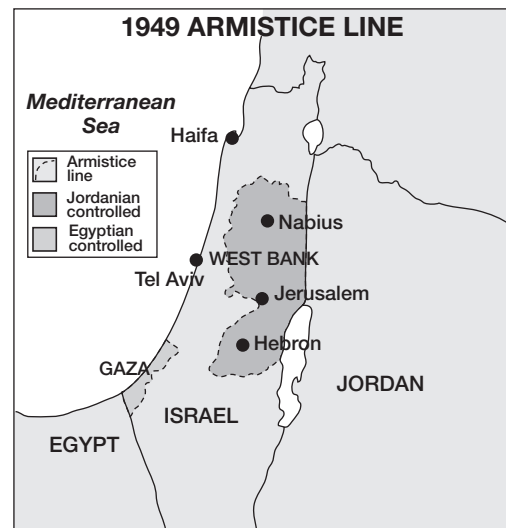 1949 ARMISTICE LINE
Mediterranean
Sea
Haifa
Armistice
line
Jordanian
controlled
Egyptian
controlled
Nabius
WEST BANK
Tel Aviv
Jerusalem
Hebron
GAZA
JORDAN
ISRAEL
EGYPT